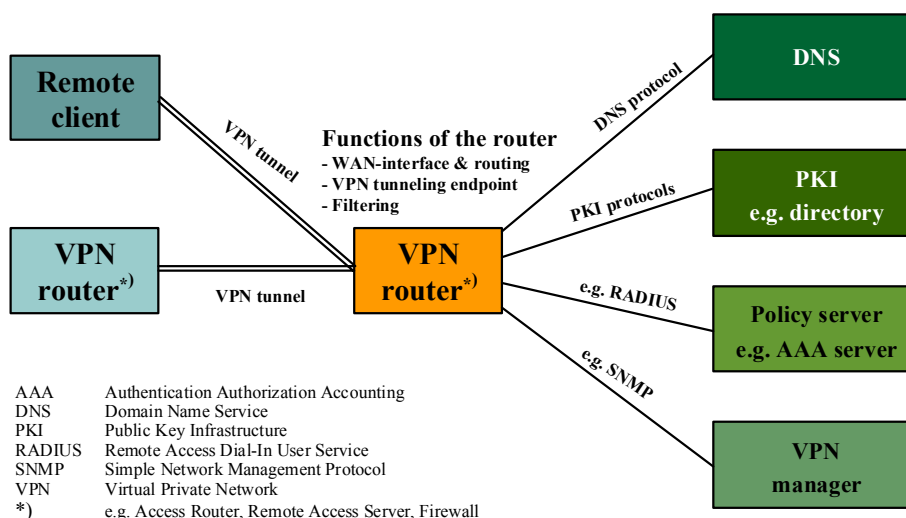 Remote
client
VPN
router*)
VPN tunnel
VPN tunnel
Functions of the router
- WAN-interface & routing
- VPN tunneling endpoint
- Filtering
VPN
router*)
DNS protocol
PKI protocols
e.g. RADIUS
e.g. SNMP
DNS
PKI
e.g. directory
Policy server
e.g. AAA server
VPN
manager
AAA Authentication Authorization Accounting
DNS Domain Name Service
PKI Public Key Infrastructure
RADIUS Remote Access Dial-In User Service
SNMP Simple Network Management Protocol
VPN Virtual Private Network
*) e.g. Access Router, Remote Access Server, Firewall